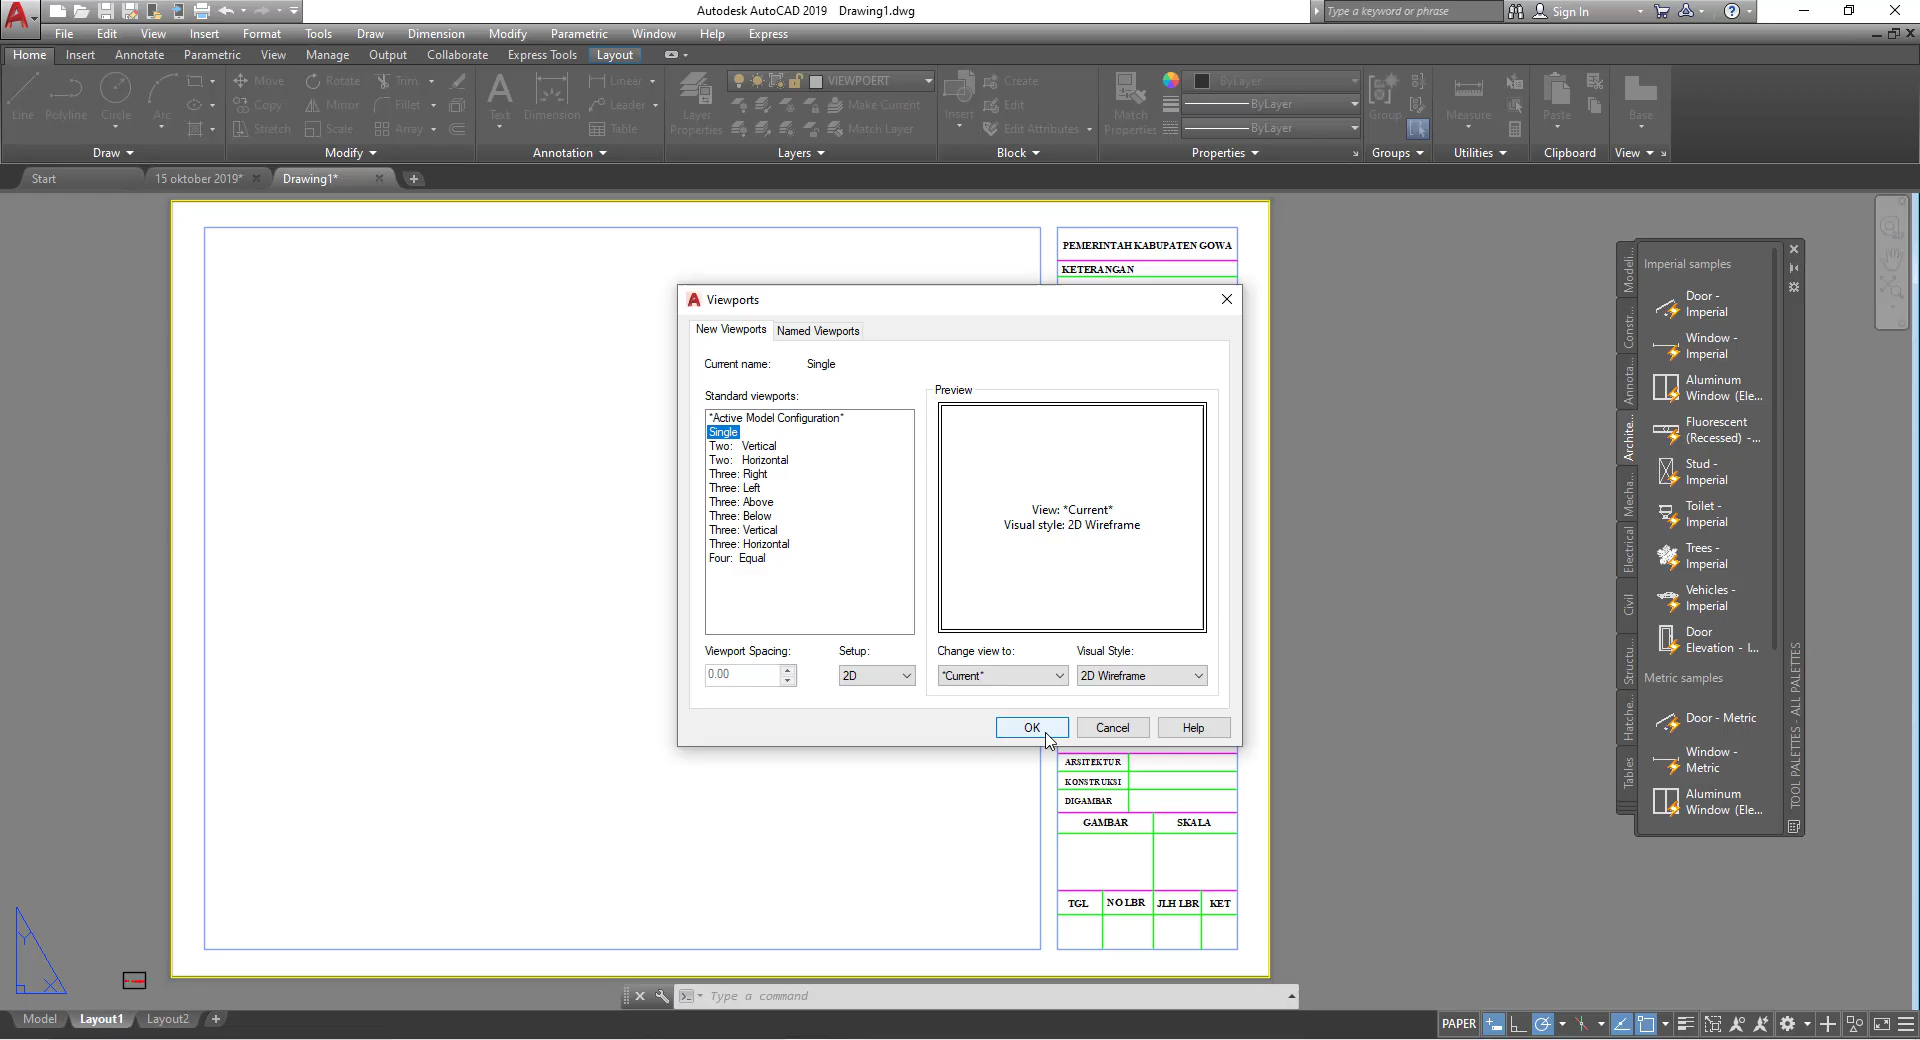 Autodesk AutoCAD 2019 Drawing1.dwg
Type a keyword or phrase
Sign In
File Edit View Insert Format Tools Draw Dimension Modify Parametric Window Help Express
Home Insert Annotate Parametric View Manage Output Collaborate Express Tools Layout
Line Polyline Circle Arc
Move Rotate Trim
Copy Mirror Fillet
Stretch Scale Array
Text Dimension
Linear
Leader
Table
Layer
Properties
VIEWPOERT
Make Current
Match Layer
Insert
Create
Edit
Edit Attributes
Match
Properties
ByLayer
ByLayer
ByLayer
Group
Measure
Paste
Base
Draw Modify Annotation Layers Block Properties Groups Utilities Clipboard View
Start 15 oktober 2019* Drawing1*
PEMERINTAH KABUPATEN GOWA
KETERANGAN
Viewports
New Viewports Named Viewports
Current name: Single
Standard viewports:
*Active Model Configuration*
Single
Two: Vertical
Two: Horizontal
Three: Right
Three: Left
Three: Above
Three: Below
Three: Vertical
Three: Horizontal
Four: Equal
Preview
View: *Current*
Visual style: 2D Wireframe
Viewport Spacing: Setup: Change view to: Visual Style:
0.00 2D *Current* 2D Wireframe
OK Cancel Help
ARSITEKTUR
KONSTRUKSI
DIGAMBAR
GAMBAR SKALA
TGL NO LBR JLH LBR KET
Modeli...
Constr...
Annota...
Archite...
Mecha...
Electrical
Civil
Structu...
Hatche...
Tables
Imperial samples
Door -
Imperial
Window -
Imperial
Aluminum
Window (Ele...
Fluorescent
(Recessed) -...
Stud -
Imperial
Toilet -
Imperial
Trees -
Imperial
Vehicles -
Imperial
Door
Elevation - I...
Metric samples
Door - Metric
Window -
Metric
Aluminum
Window (Ele...
TOOL PALETTES - ALL PALETTES
Y
X
Type a command
Model Layout1 Layout2
PAPER